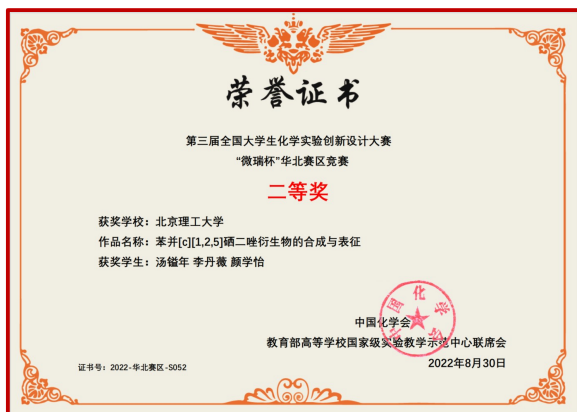 荣誉证书
第三届全国大学生化学实验创新设计大赛
“微瑞杯”华北赛区竞赛
二等奖
获奖学校：北京理工大学
作品名称：苯并[c][1,2,5]硒二唑衍生物的合成与表征
获奖学生：汤镒年 李丹薇 颜学怡
中国化学会
教育部高等学校国家级实验教学示范中心联席会
证书号：2022-华北赛区-S052
2022年8月30日
中国化学会